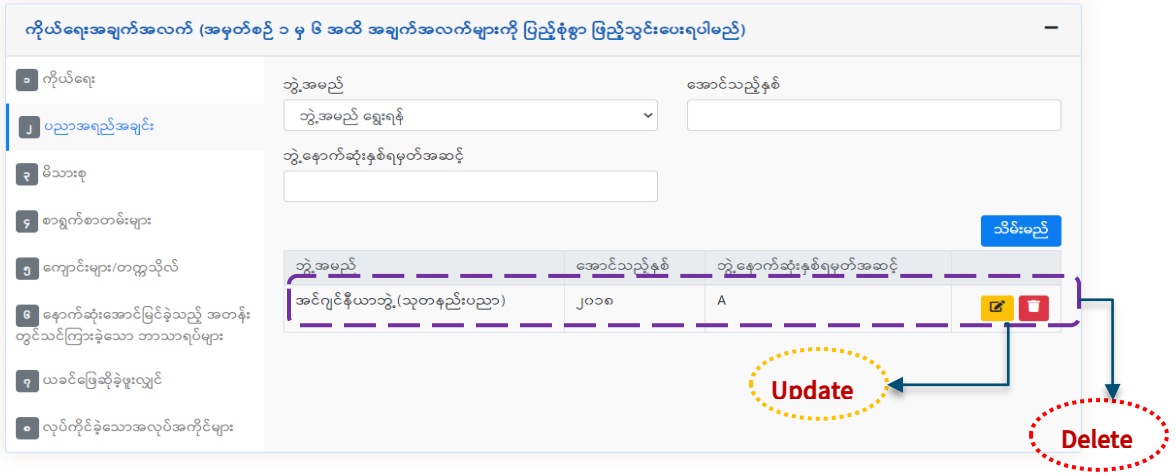 ကိုယ်ရေးအချက်အလက် (အမှတ်စဉ် ၁ မှ ၆ အထိ အချက်အလက်များကို ပြည့်စုံစွာ ဖြည့်သွင်းပေးရပါမည်)
၁ ကိုယ်ရေး
၂ ပညာအရည်အချင်း
၃ မိသားစု
၄ စာရွက်စာတမ်းများ
၅ ကျောင်းများ/တက္ကသိုလ်
၆ နောက်ဆုံးအောင်မြင်ခဲ့သည့် အတန်း
တွင်သင်ကြားခဲ့သော ဘာသာရပ်များ
၇ ယခင်ဖြေဆိုခဲ့ဖူးလျှင်
၈ လုပ်ကိုင်ခဲ့သောအလုပ်အကိုင်များ
ဘွဲ့အမည်
အောင်သည့်နှစ်
ဘွဲ့အမည် ရွေးရန်
ဘွဲ့နောက်ဆုံးနှစ်ရမှတ်အဆင့်
သိမ်းမည်
ဘွဲ့အမည် အောင်သည့်နှစ် ဘွဲ့နောက်ဆုံးနှစ်ရမှတ်အဆင့်
အင်ဂျင်နီယာဘွဲ့(သုတနည်းပညာ) ၂၀၁၈ A
Update
Delete